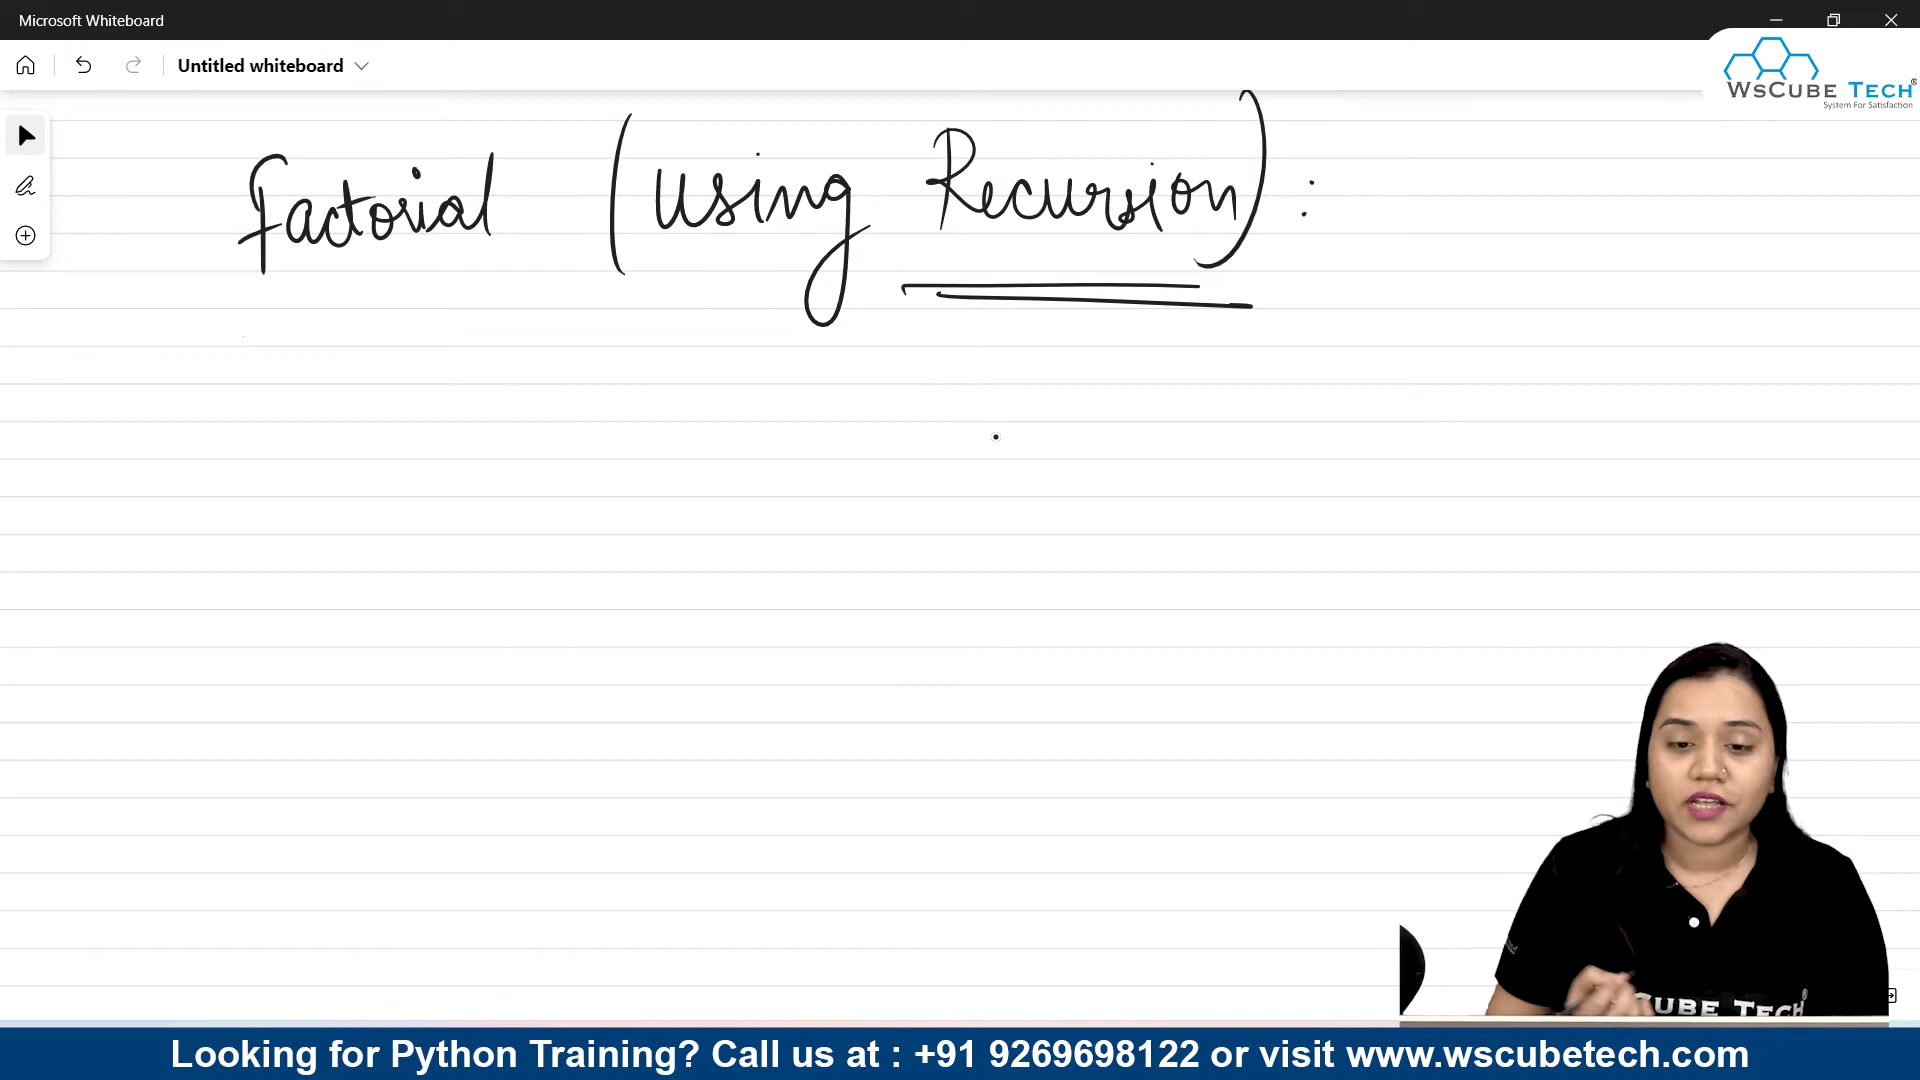 Microsoft Whiteboard
Untitled whiteboard
WsCube Tech®
System For Satisfaction
Factorial (using Recursion):
CUBE TECH®
Looking for Python Training? Call us at : +91 9269698122 or visit www.wscubetech.com